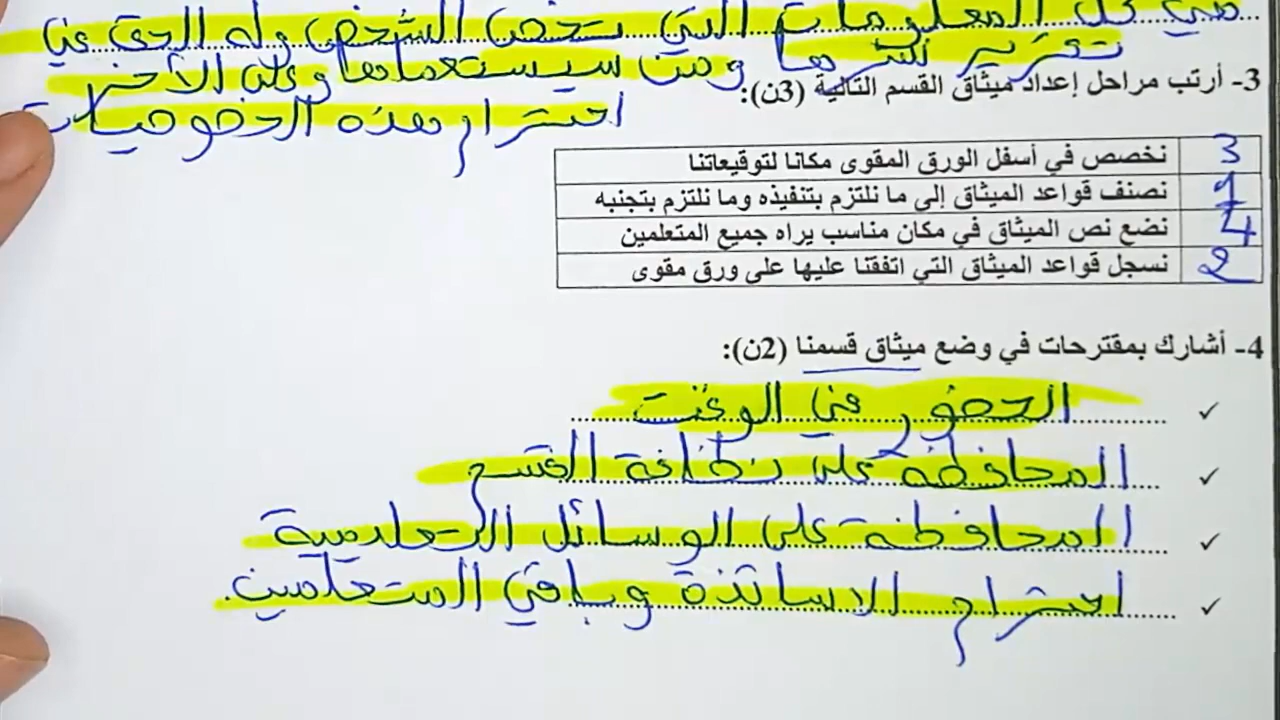 هي كل المعلومات التي تخص الشخص وله الحق في
تقرير نشرها ومن سيستعملها وعلى الآخر
احترام هذه الخصوصيات
3- أرتب مراحل إعداد ميثاق القسم التالية (3ن):
3 نخصص في أسفل الورق المقوى مكانا لتوقيعاتنا
1 نصنف قواعد الميثاق إلى ما نلتزم بتنفيذه وما نلتزم بتجنبه
4 نضع نص الميثاق في مكان مناسب يراه جميع المتعلمين
2 نسجل قواعد الميثاق التي اتفقنا عليها على ورق مقوى
4- أشارك بمقترحات في وضع ميثاق قسمنا (2ن):
✓ الحضور في الوقت
✓ المحافظة على نظافة القسم
✓ المحافظة على الوسائل التعليمية
✓ احترام الاساتذة وباقي المتعلمين.